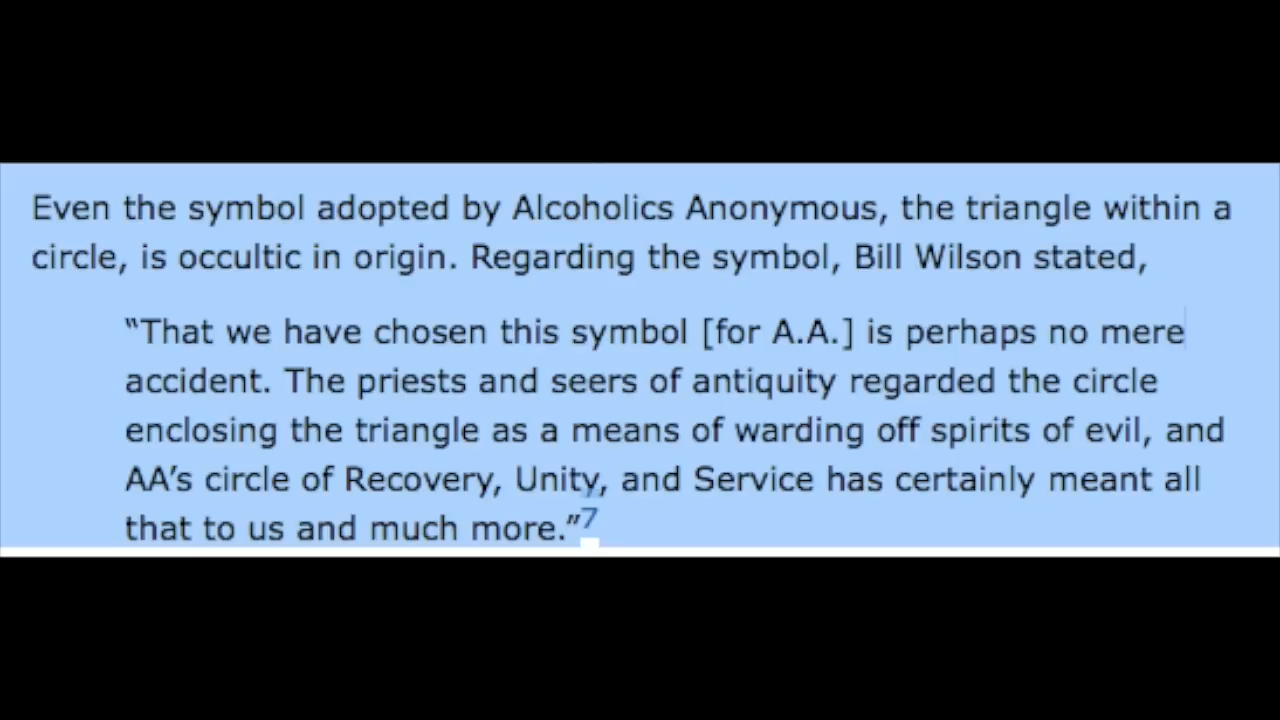 Even the symbol adopted by Alcoholics Anonymous, the triangle within a
circle, is occultic in origin. Regarding the symbol, Bill Wilson stated,
“That we have chosen this symbol [for A.A.] is perhaps no mere
accident. The priests and seers of antiquity regarded the circle
enclosing the triangle as a means of warding off spirits of evil, and
AA’s circle of Recovery, Unity, and Service has certainly meant all
that to us and much more.”7